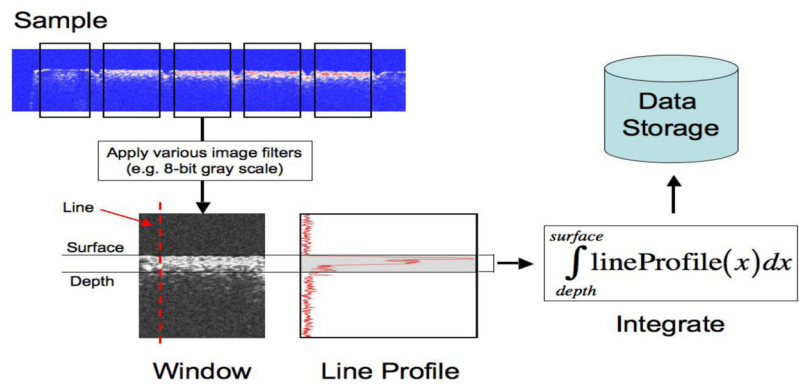 Sample
Apply various image filters
(e.g. 8-bit gray scale)
Line
Surface
Depth
Window
Line Profile
surface
∫lineProfile(x)dx
depth
Integrate
Data
Storage